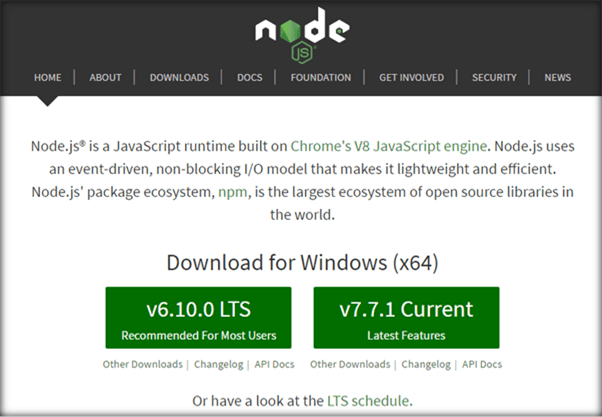 node
JS
HOME | ABOUT | DOWNLOADS | DOCS | FOUNDATION | GET INVOLVED | SECURITY | NEWS
Node.js® is a JavaScript runtime built on Chrome's V8 JavaScript engine. Node.js uses
an event-driven, non-blocking I/O model that makes it lightweight and efficient.
Node.js' package ecosystem, npm, is the largest ecosystem of open source libraries in
the world.
Download for Windows (x64)
v6.10.0 LTS
Recommended For Most Users
v7.7.1 Current
Latest Features
Other Downloads | Changelog | API Docs
Other Downloads | Changelog | API Docs
Or have a look at the LTS schedule.